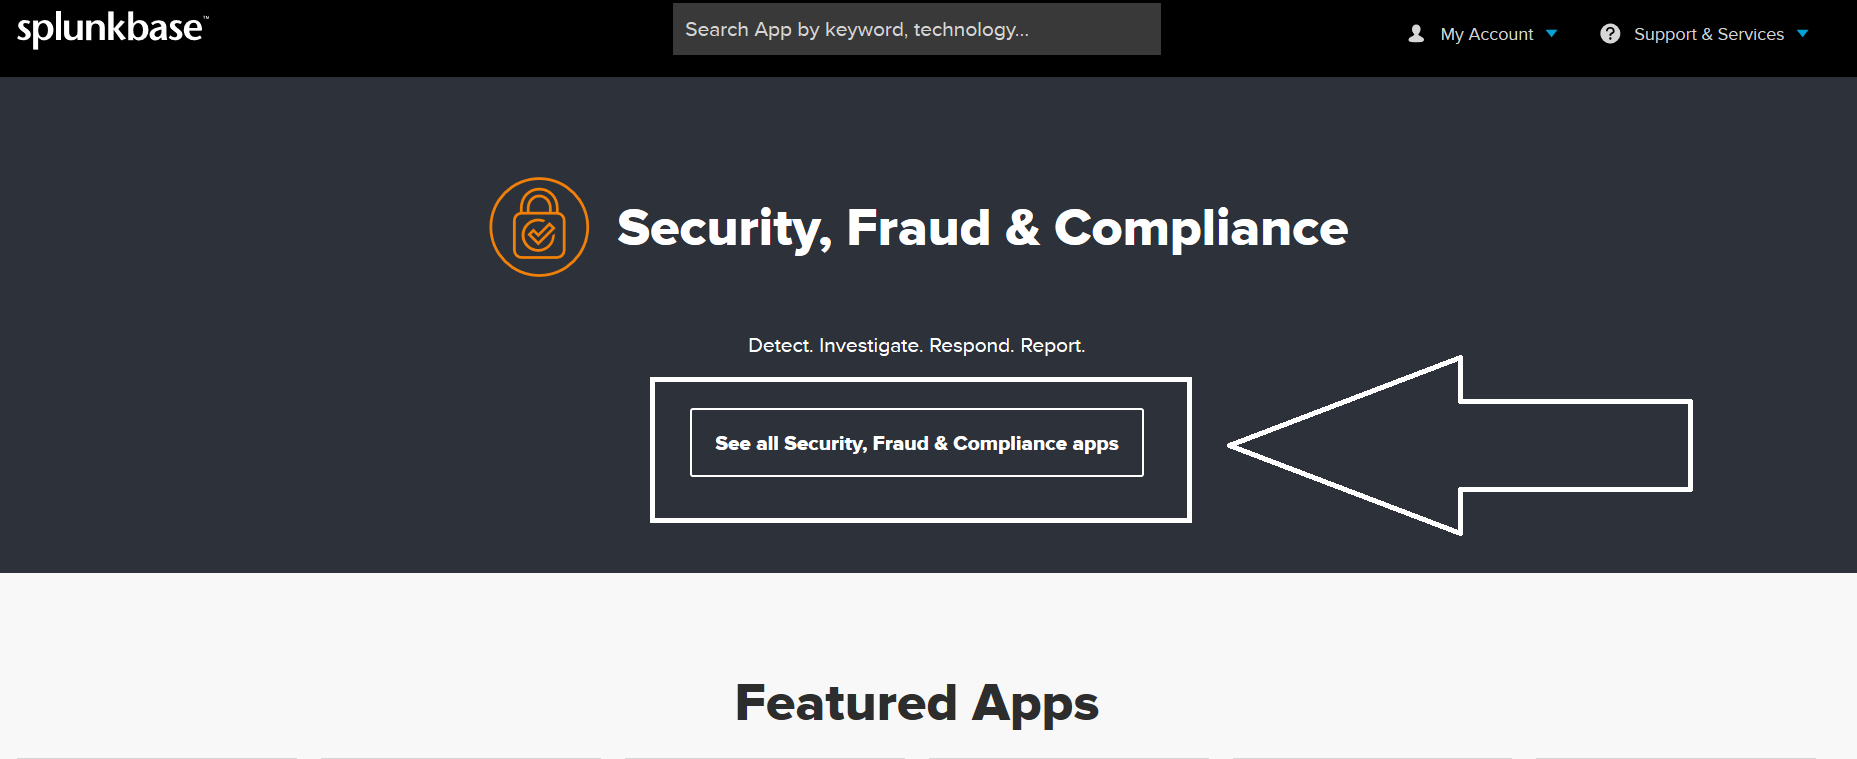 splunkbase™
Search App by keyword, technology...
My Account
Support & Services
Security, Fraud & Compliance
Detect. Investigate. Respond. Report.
See all Security, Fraud & Compliance apps
Featured Apps